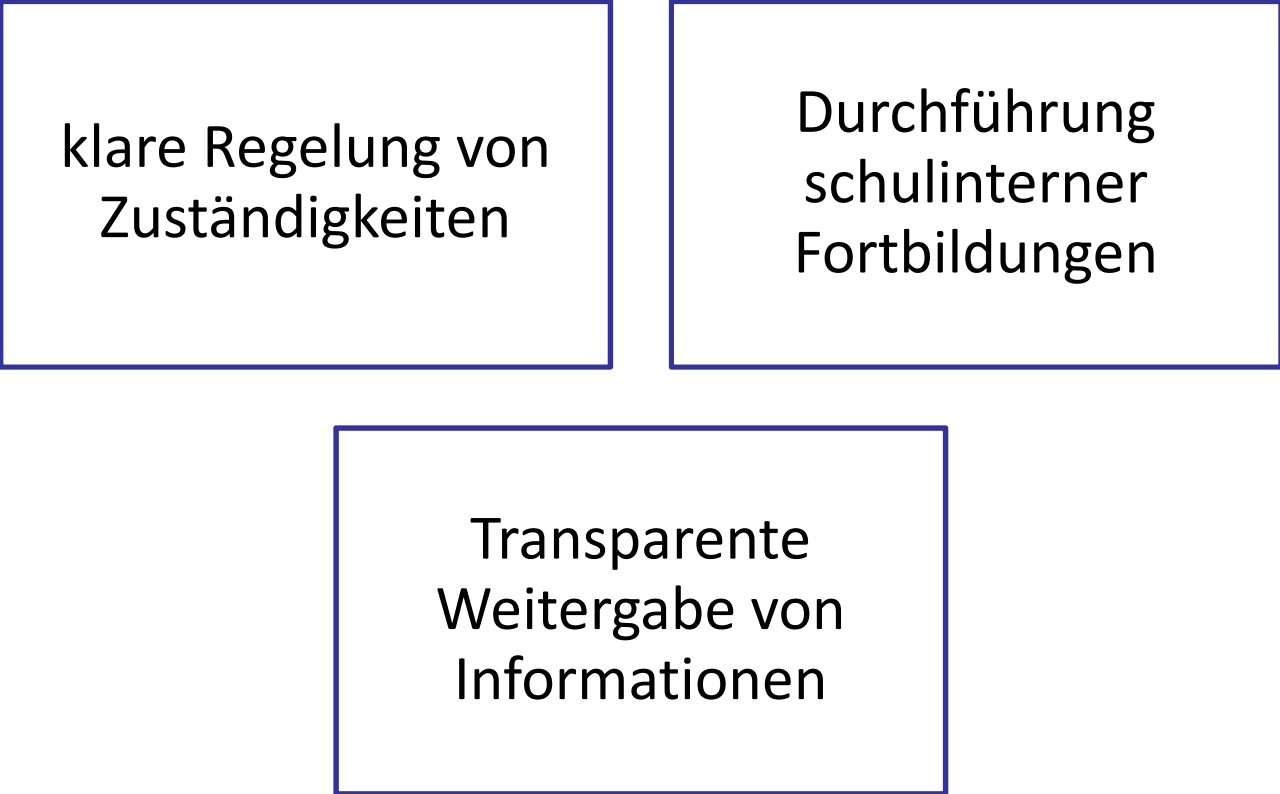 klare Regelung von
Zuständigkeiten
Durchführung
schulinterner
Fortbildungen
Transparente
Weitergabe von
Informationen